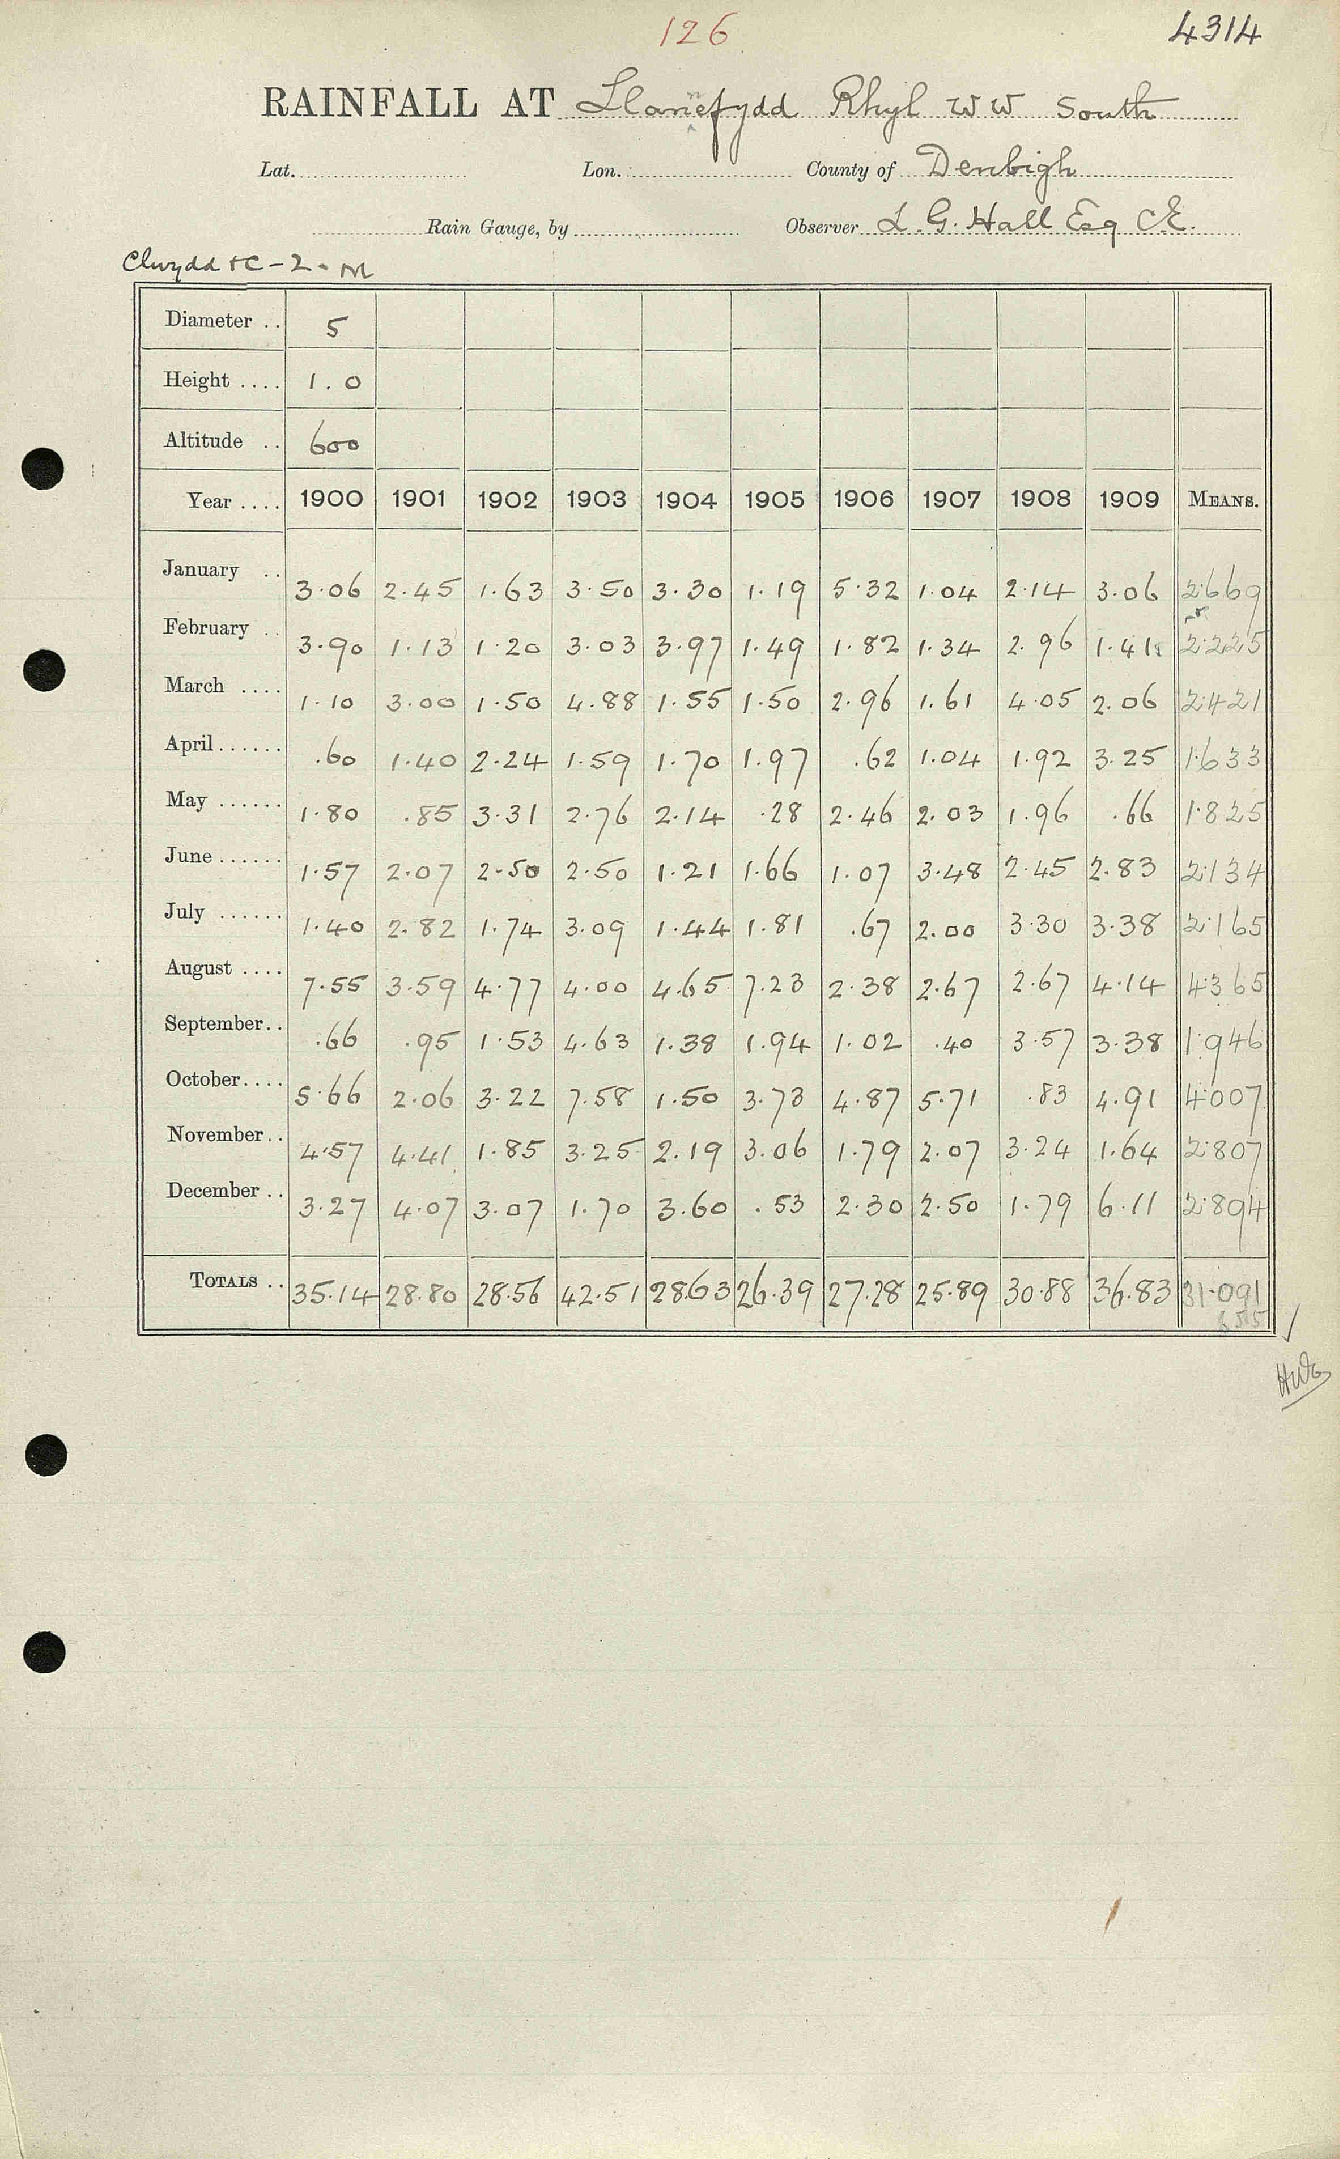 126
4314
RAINFALL AT Llanefydd Rhyl W W South
Lat. Lon. County of Denbigh
Rain Gauge, by Observer L. G. Hall Esq C.E.
Clwydd + C - 2 - M
Diameter .. 5
Height .... 1.0
Altitude .. 600
Year .... 1900 1901 1902 1903 1904 1905 1906 1907 1908 1909 MEANS.
January .. 3.06 2.45 1.63 3.50 3.30 1.19 5.32 1.04 2.14 3.06 2.669
February .. 3.90 1.13 1.20 3.03 3.97 1.49 1.82 1.34 2.96 1.41 2.225
March .... 1.10 3.00 1.50 4.88 1.55 1.50 2.96 1.61 4.05 2.06 2.421
April ...... .60 1.40 2.24 1.59 1.70 1.97 .62 1.04 1.92 3.25 1.633
May ...... 1.80 .85 3.31 2.76 2.14 .28 2.46 2.03 1.96 .66 1.825
June ...... 1.57 2.07 2.50 2.50 1.21 1.66 1.07 3.48 2.45 2.83 2.134
July ...... 1.40 2.82 1.74 3.09 1.44 1.81 .67 2.00 3.30 3.38 2.165
August .... 7.55 3.59 4.77 4.00 4.65 7.23 2.38 2.67 2.67 4.14 4.365
September .. .66 .95 1.53 4.63 1.38 1.94 1.02 .40 3.57 3.38 1.946
October .... 5.66 2.06 3.22 7.58 1.50 3.73 4.87 5.71 .83 4.91 4.007
November .. 4.57 4.41 1.85 3.25 2.19 3.06 1.79 2.07 3.24 1.64 2.807
December .. 3.27 4.07 3.07 1.70 3.60 .53 2.30 2.50 1.79 6.11 2.894
TOTALS .. 35.14 28.80 28.56 42.51 28.63 26.39 27.28 25.89 30.88 36.83 31.091